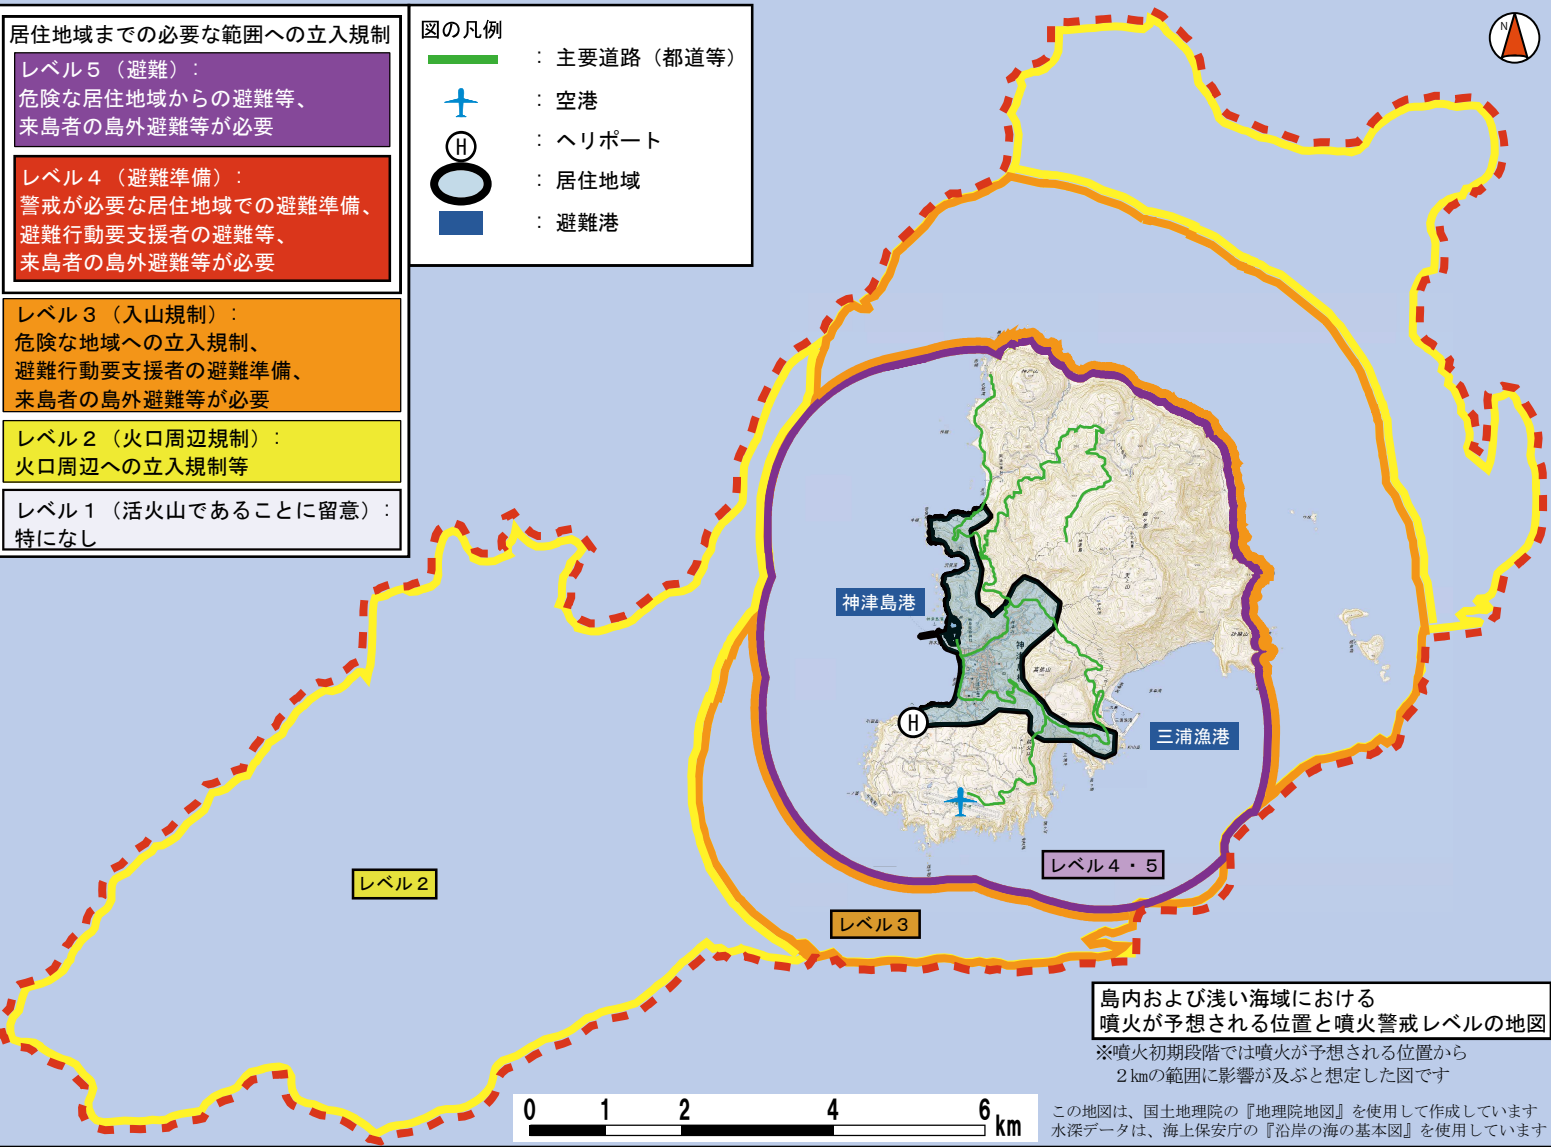 居住地域までの必要な範囲への立入規制
レベル５（避難）：
危険な居住地域からの避難等、
来島者の島外避難等が必要
レベル４（避難準備）：
警戒が必要な居住地域での避難準備、
避難行動要支援者の避難等、
来島者の島外避難等が必要
レベル３（入山規制）：
危険な地域への立入規制、
避難行動要支援者の避難準備、
来島者の島外避難等が必要
レベル２（火口周辺規制）：
火口周辺への立入規制等
レベル１（活火山であることに留意）：
特になし
図の凡例
：主要道路（都道等）
：空港
H
：ヘリポート
：居住地域
：避難港
N
神戸山
天上山
砂糠山
神津島港
神津島村
H
三浦漁港
レベル４・５
レベル２
レベル３
島内および浅い海域における
噴火が予想される位置と噴火警戒レベルの地図
※噴火初期段階では噴火が予想される位置から
２㎞の範囲に影響が及ぶと想定した図です
0 1 2 4 6 km
この地図は、国土地理院の『地理院地図』を使用して作成しています
水深データは、海上保安庁の『沿岸の海の基本図』を使用しています